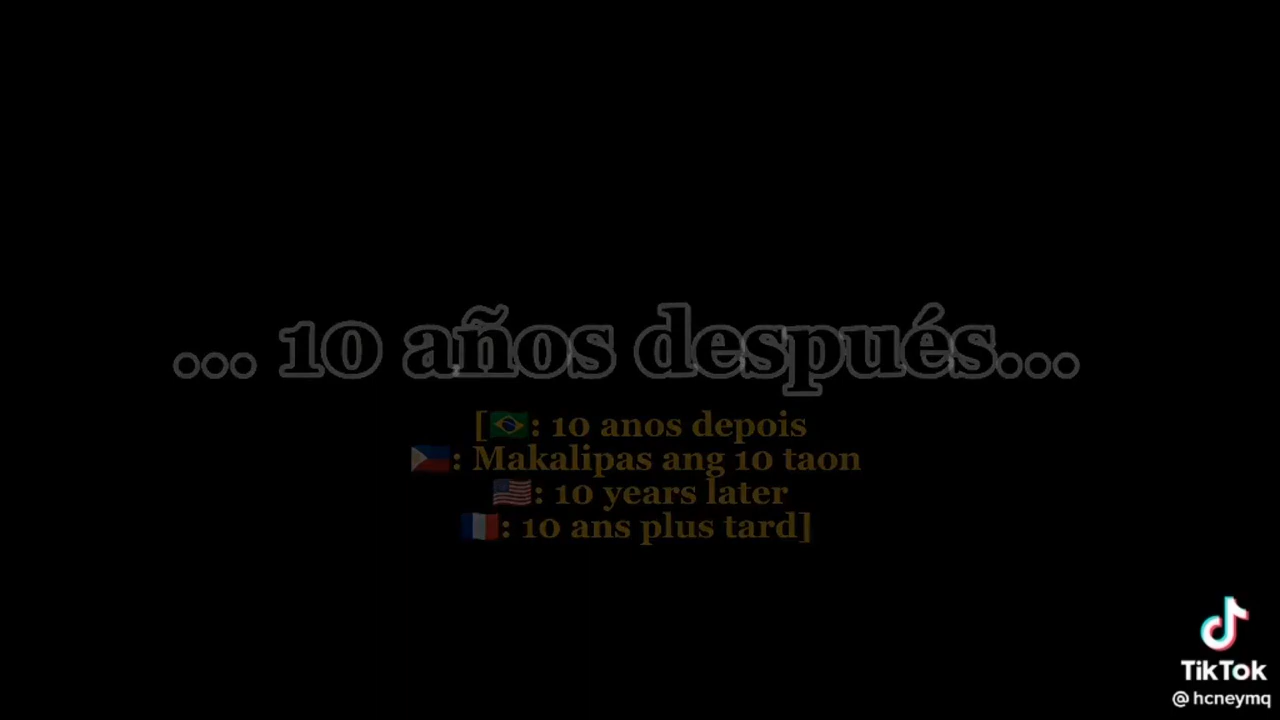 ... 10 años después...
[🇧🇷: 10 anos depois
🇵🇭: Makalipas ang 10 taon
🇺🇸: 10 years later
🇫🇷: 10 ans plus tard]
TikTok
@hcneymq